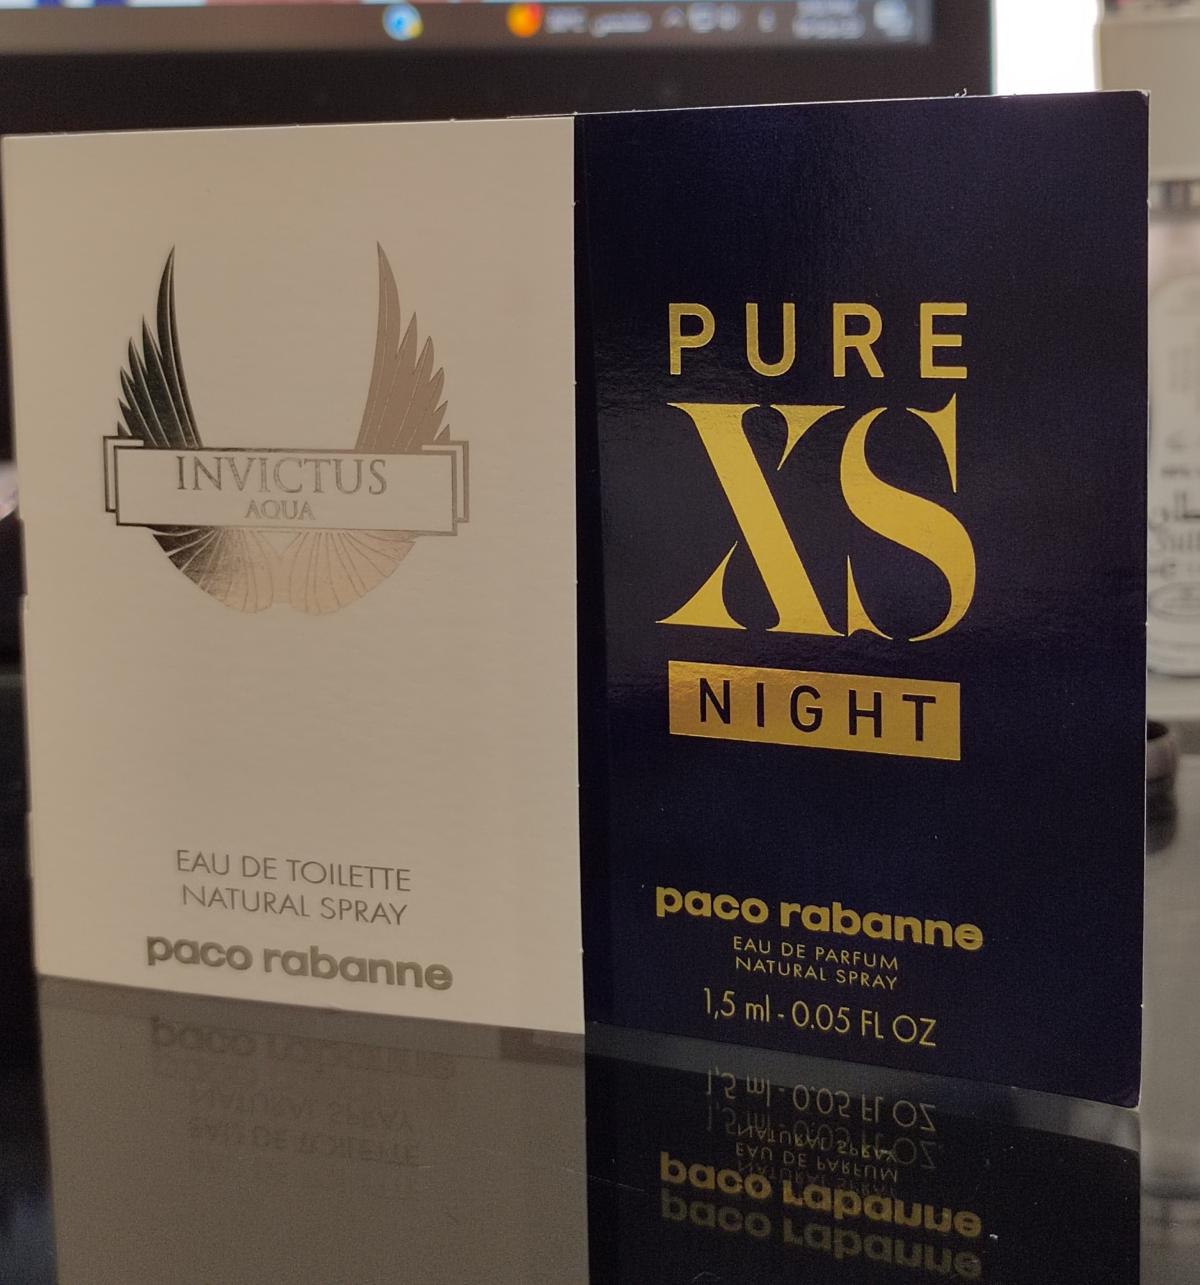 INVICTUS
AQUA
EAU DE TOILETTE
NATURAL SPRAY
paco rabanne
PURE
XS
NIGHT
paco rabanne
EAU DE PARFUM
NATURAL SPRAY
1,5 ml - 0.05 FL OZ